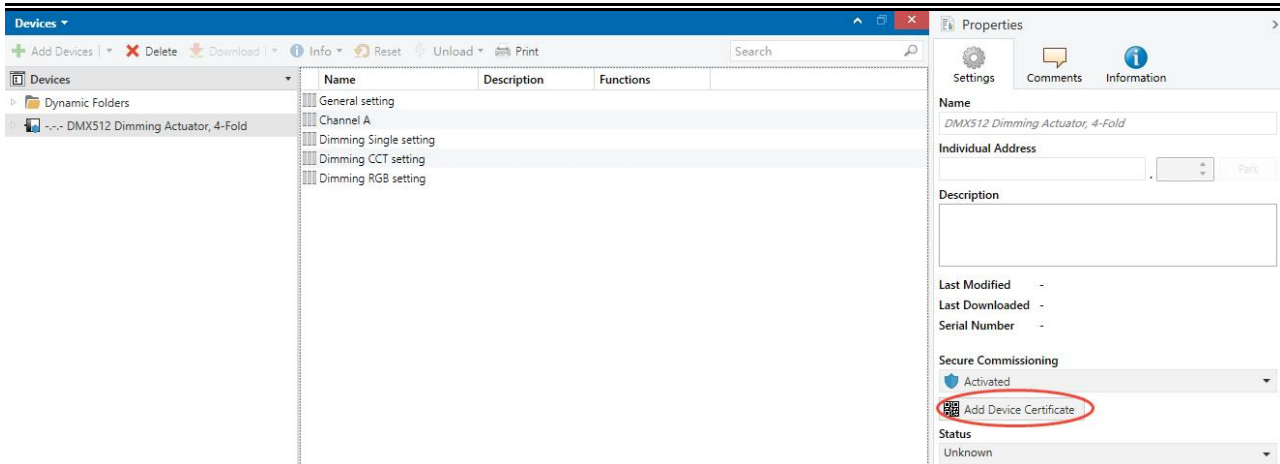 Devices
Add Devices Delete Download Info Reset Unload Print Search
Devices
Dynamic Folders
-.-.- DMX512 Dimming Actuator, 4-Fold
Name Description Functions
General setting
Channel A
Dimming Single setting
Dimming CCT setting
Dimming RGB setting
Properties
Settings Comments Information
Name
DMX512 Dimming Actuator, 4-Fold
Individual Address
. Park
Description
Last Modified -
Last Downloaded -
Serial Number -
Secure Commissioning
Activated
Add Device Certificate
Status
Unknown